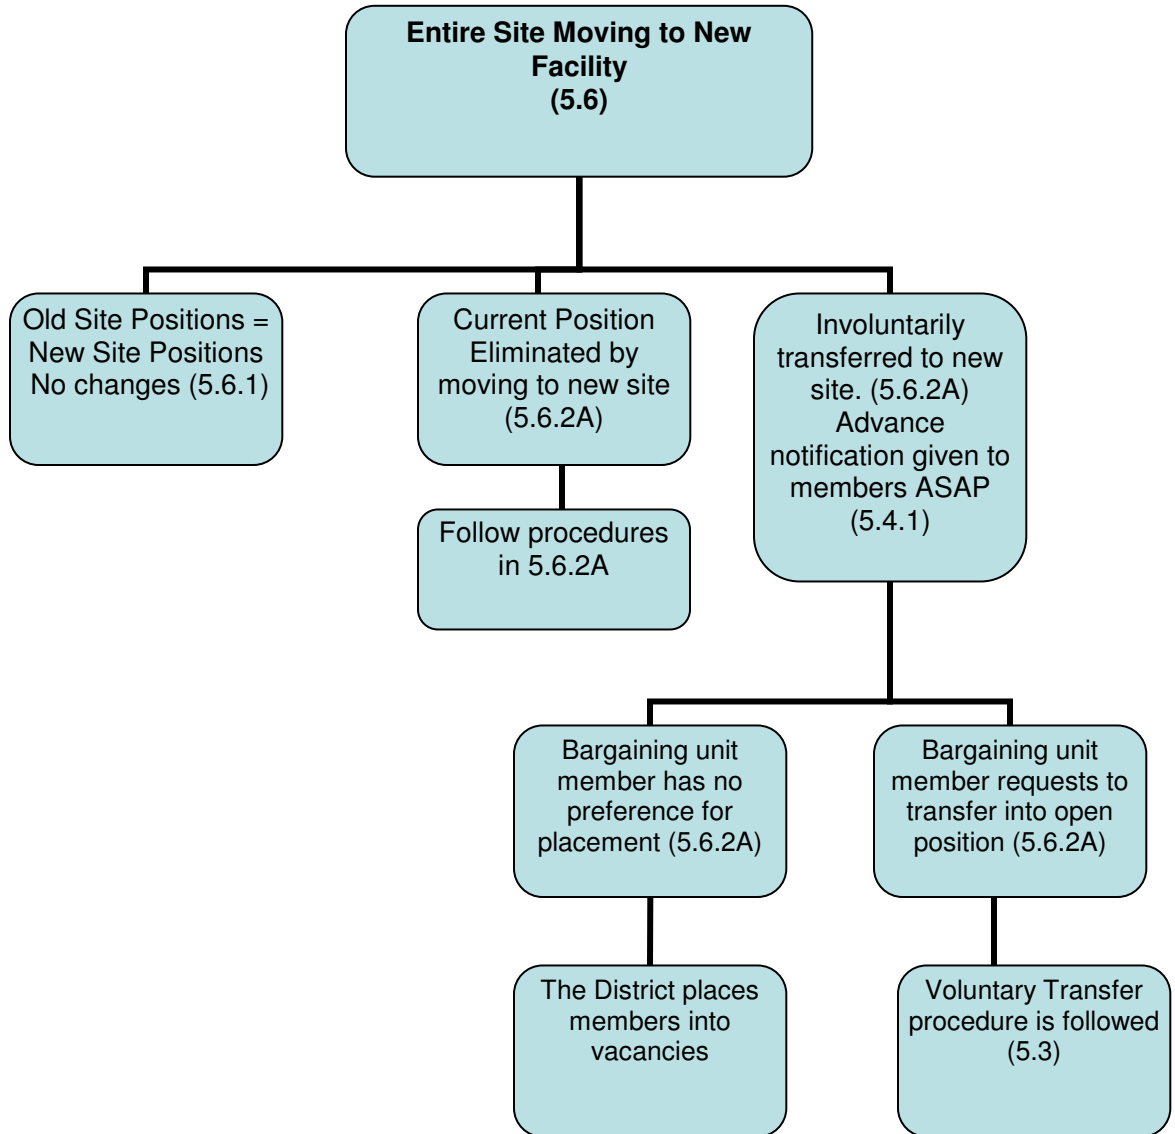 Entire Site Moving to New
Facility
(5.6)
Old Site Positions =
New Site Positions
No changes (5.6.1)
Current Position
Eliminated by
moving to new site
(5.6.2A)
Involuntarily
transferred to new
site. (5.6.2A)
Advance
notification given to
members ASAP
(5.4.1)
Follow procedures
in 5.6.2A
Bargaining unit
member has no
preference for
placement (5.6.2A)
Bargaining unit
member requests to
transfer into open
position (5.6.2A)
The District places
members into
vacancies
Voluntary Transfer
procedure is followed
(5.3)